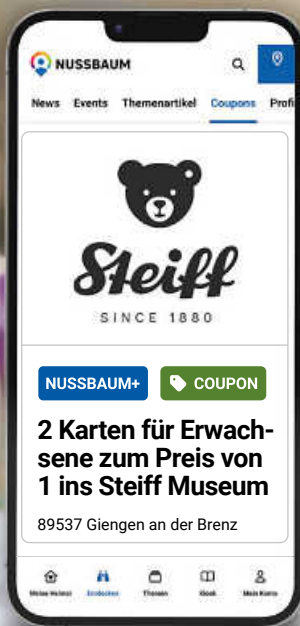 NUSSBAUM
News Events Themenartikel Coupons Profi
Steiff
SINCE 1880
NUSSBAUM+ COUPON
2 Karten für Erwach-
sene zum Preis von
1 ins Steiff Museum
89537 Giengen an der Brenz
Meine Heimat Entdecken Themen Kiosk Mein Konto